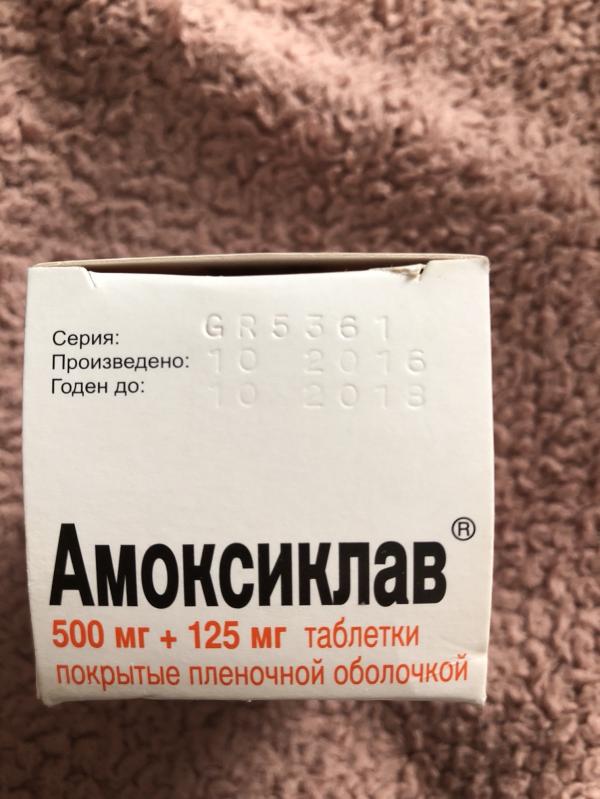 Серия: GR5361
Произведено: 10 2016
Годен до: 10 2018
Амоксиклав®
500 мг + 125 мг таблетки
покрытые пленочной оболочкой